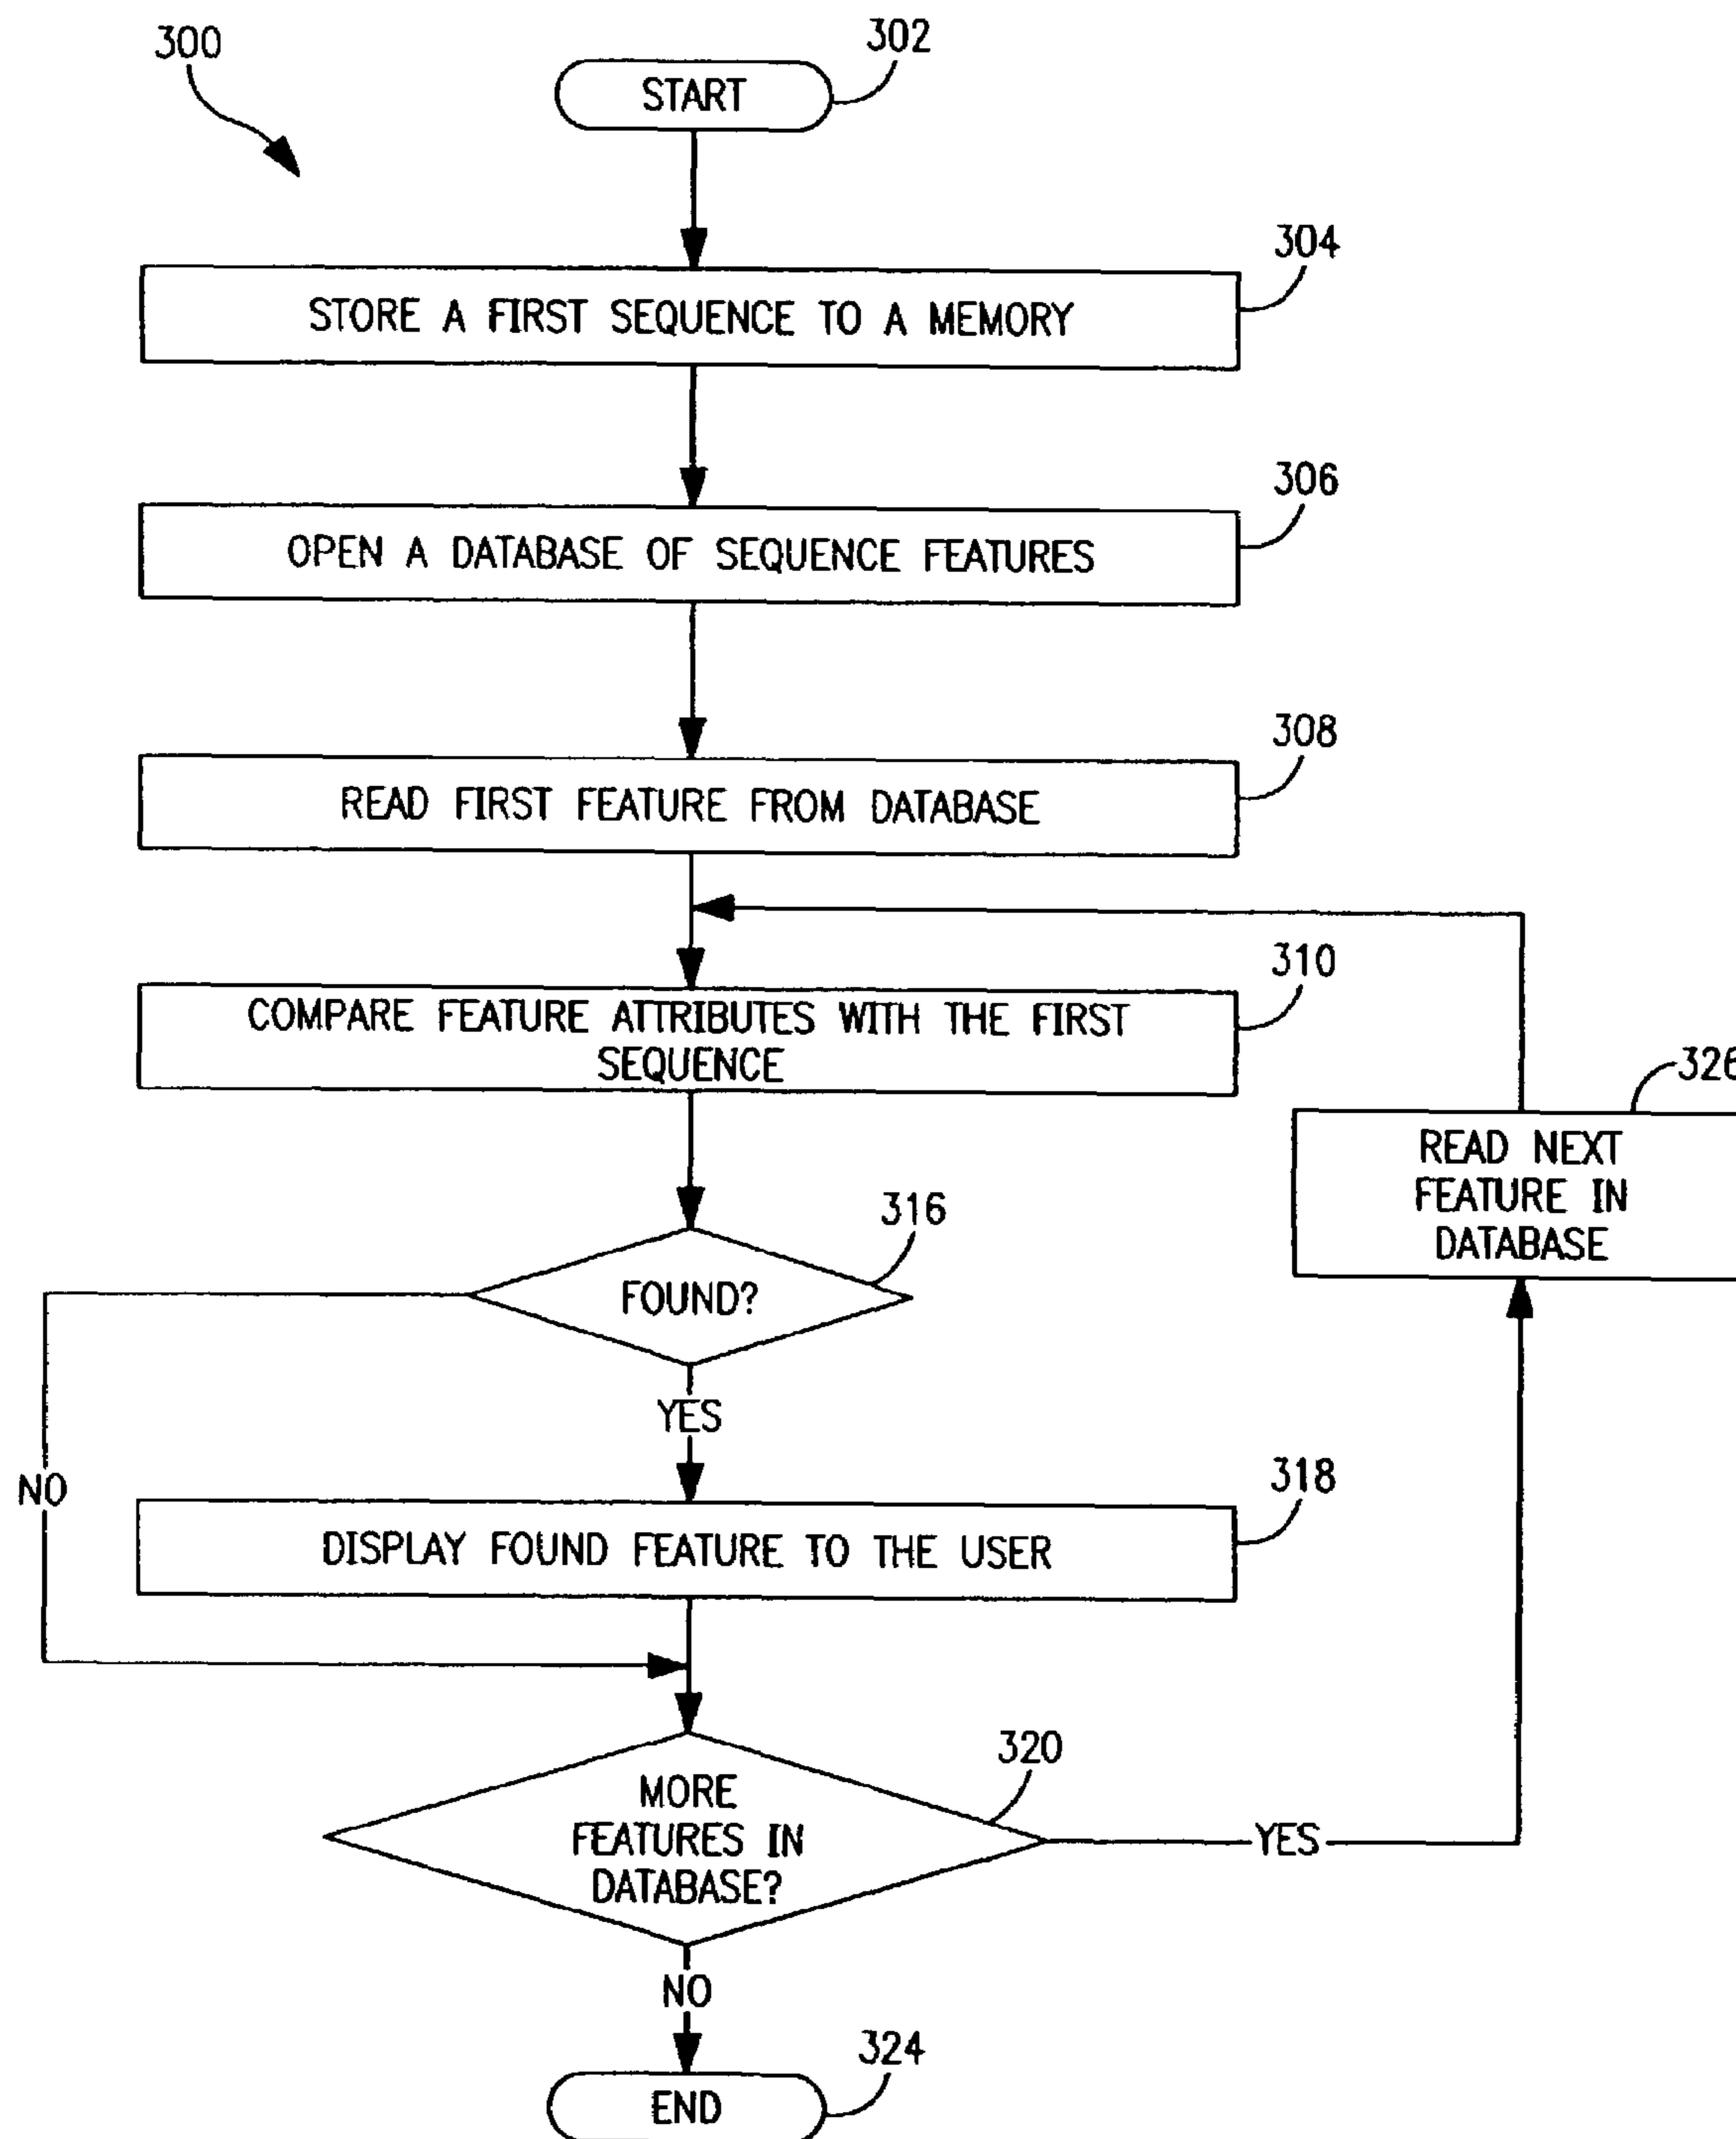 300
302
START
304
STORE A FIRST SEQUENCE TO A MEMORY
306
OPEN A DATABASE OF SEQUENCE FEATURES
308
READ FIRST FEATURE FROM DATABASE
310
COMPARE FEATURE ATTRIBUTES WITH THE FIRST
SEQUENCE
326
READ NEXT
FEATURE IN
DATABASE
316
FOUND?
YES
NO
318
DISPLAY FOUND FEATURE TO THE USER
320
MORE
FEATURES IN
DATABASE?
YES
NO
324
END